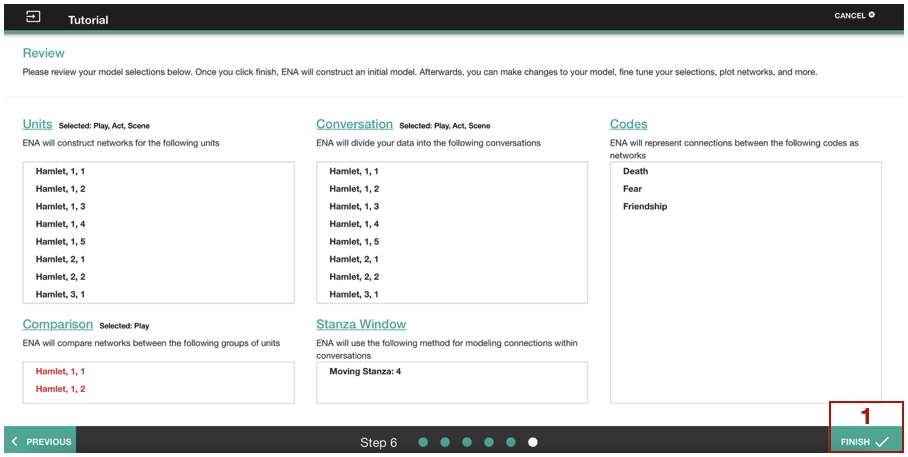 Tutorial
CANCEL
Review
Please review your model selections below. Once you click finish, ENA will construct an initial model. Afterwards, you can make changes to your model, fine tune your selections, plot networks, and more.
Units Selected: Play, Act, Scene
ENA will construct networks for the following units
Hamlet, 1, 1
Hamlet, 1, 2
Hamlet, 1, 3
Hamlet, 1, 4
Hamlet, 1, 5
Hamlet, 2, 1
Hamlet, 2, 2
Hamlet, 3, 1
Comparison Selected: Play
ENA will compare networks between the following groups of units
Hamlet, 1, 1
Hamlet, 1, 2
Conversation Selected: Play, Act, Scene
ENA will divide your data into the following conversations
Hamlet, 1, 1
Hamlet, 1, 2
Hamlet, 1, 3
Hamlet, 1, 4
Hamlet, 1, 5
Hamlet, 2, 1
Hamlet, 2, 2
Hamlet, 3, 1
Stanza Window
ENA will use the following method for modeling connections within
conversations
Moving Stanza: 4
Codes
ENA will represent connections between the following codes as
networks
Death
Fear
Friendship
1
PREVIOUS
Step 6
FINISH